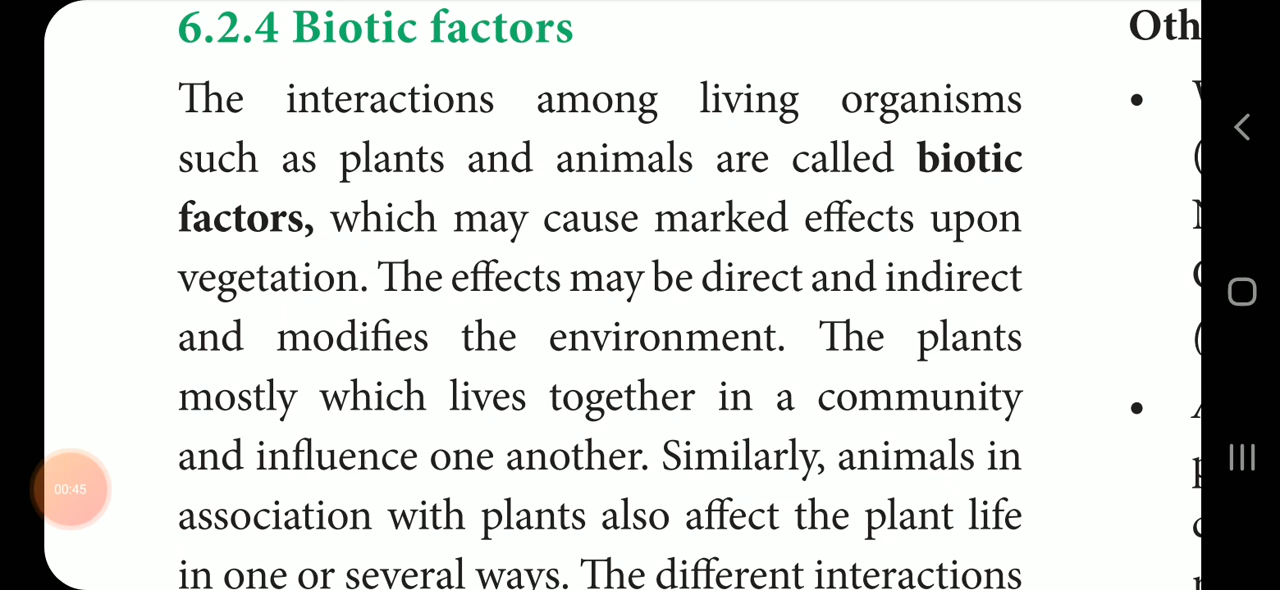 6.2.4 Biotic factors
The interactions among living organisms
such as plants and animals are called biotic
factors, which may cause marked effects upon
vegetation. The effects may be direct and indirect
and modifies the environment. The plants
mostly which lives together in a community
and influence one another. Similarly, animals in
association with plants also affect the plant life
in one or several ways. The different interactions
Oth
00:45